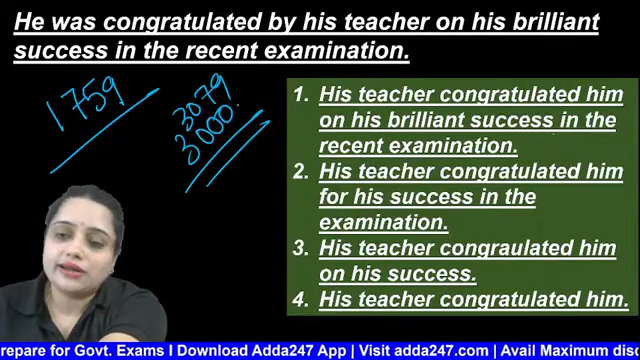 He was congratulated by his teacher on his brilliant
success in the recent examination.
1759
3079
3000
1. His teacher congratulated him
on his brilliant success in the
recent examination.
2. His teacher congratulated him
for his success in the
examination.
3. His teacher congraulated him
on his success.
4. His teacher congratulated him.
repare for Govt. Exams I Download Adda247 App | Visit adda247.com | Avail Maximum disc